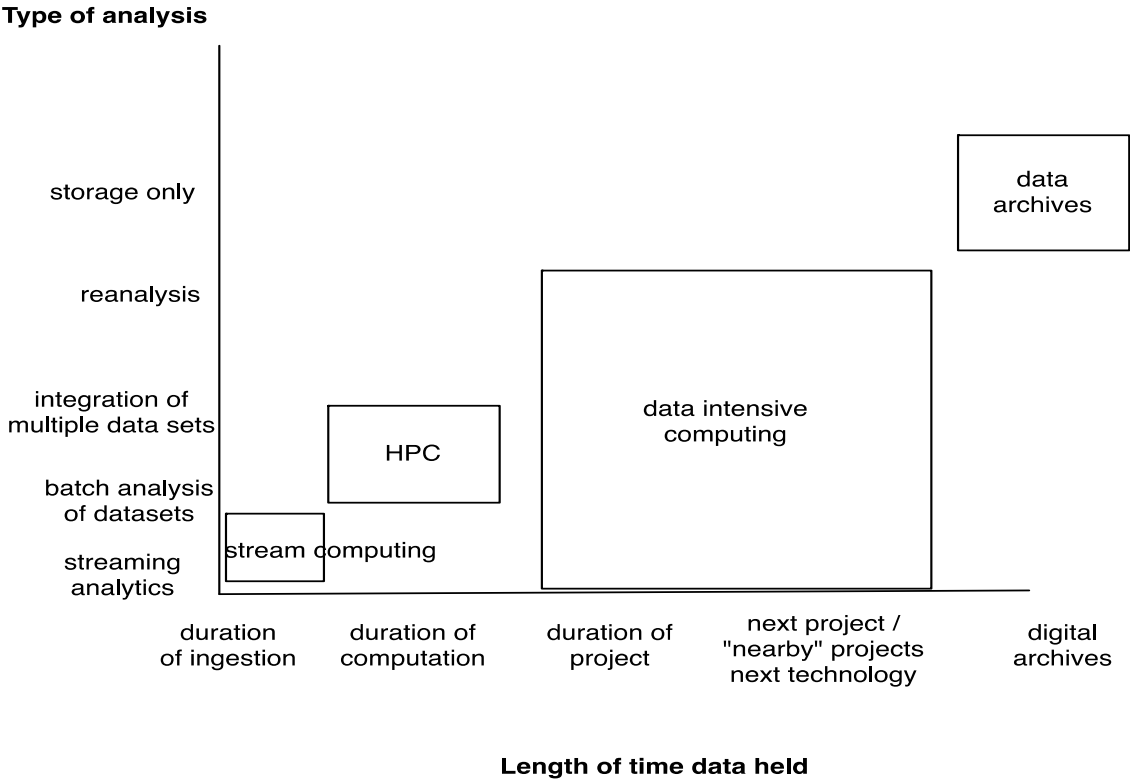 Type of analysis
storage only
data
archives
reanalysis
integration of
multiple data sets
data intensive
computing
HPC
batch analysis
of datasets
stream computing
streaming
analytics
duration
of ingestion
duration of
computation
duration of
project
next project /
"nearby" projects
next technology
digital
archives
Length of time data held